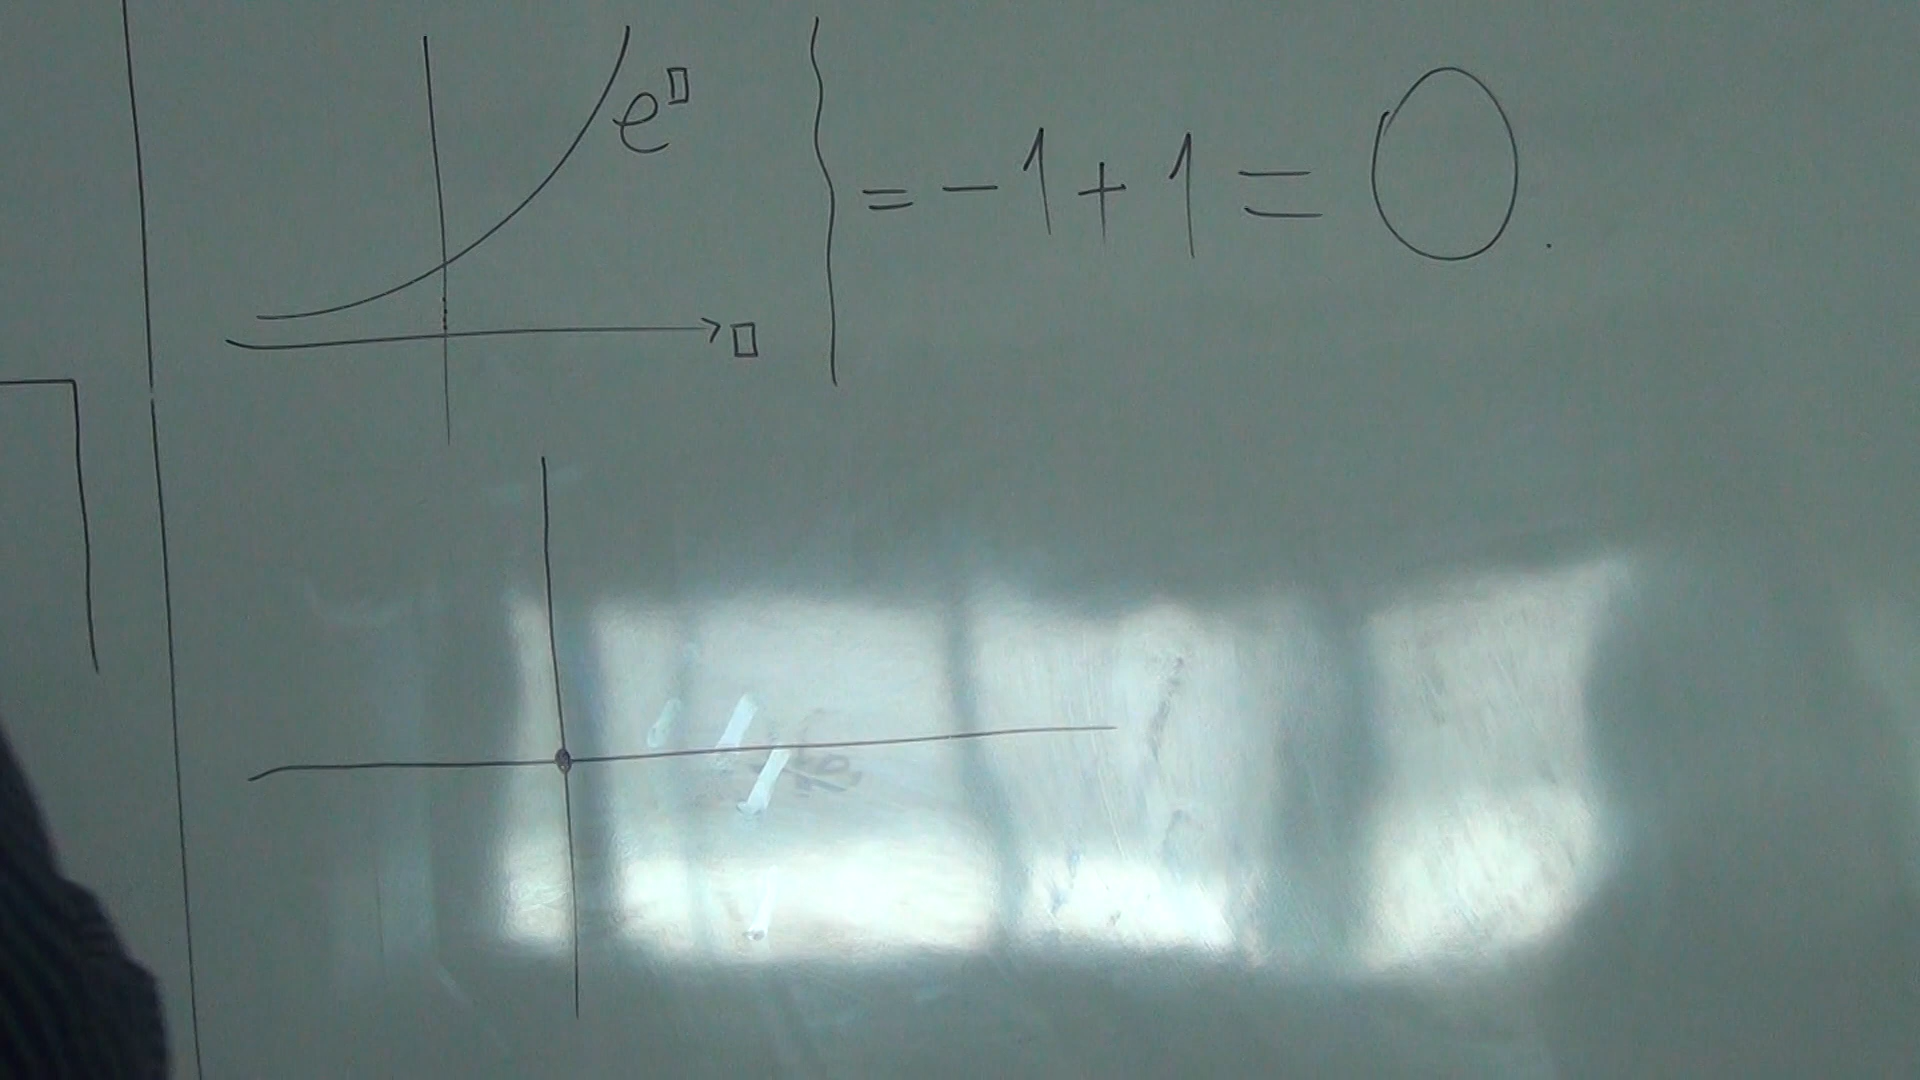 e^▯
▯
= -1 + 1 = 0.